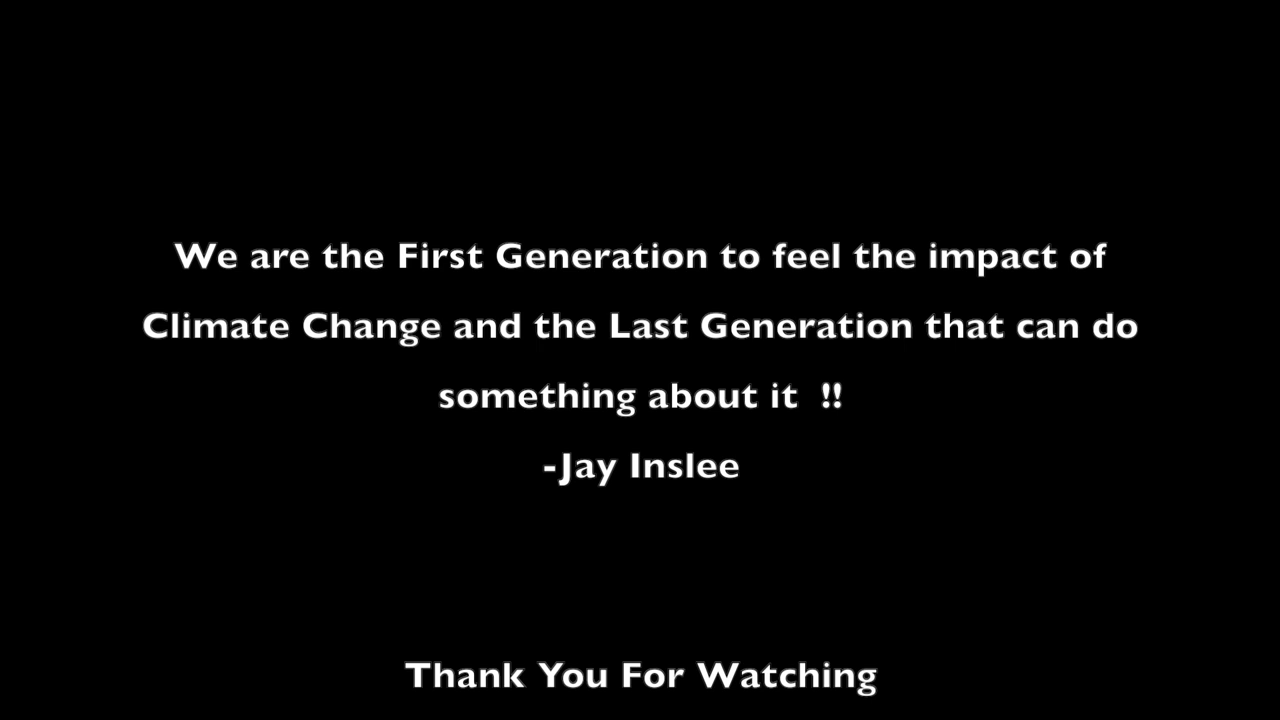 We are the First Generation to feel the impact of
Climate Change and the Last Generation that can do
something about it  !!
-Jay Inslee
Thank You For Watching